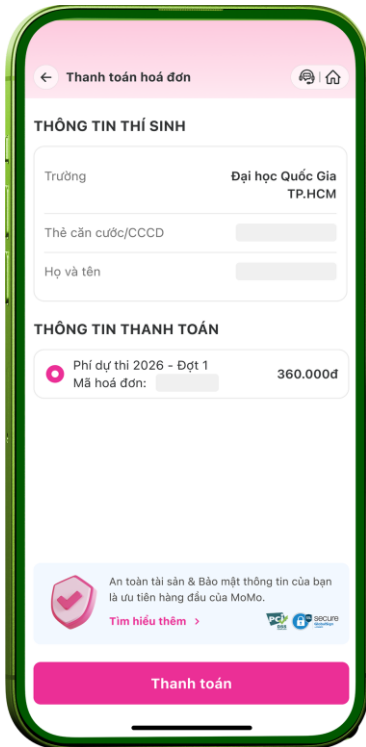 Thanh toán hoá đơn
THÔNG TIN THÍ SINH
Trường
Đại học Quốc Gia
TP.HCM
Thẻ căn cước/CCCD
Họ và tên
THÔNG TIN THANH TOÁN
Phí dự thi 2026 - Đợt 1
Mã hoá đơn:
360.000đ
An toàn tài sản & Bảo mật thông tin của bạn
là ưu tiên hàng đầu của MoMo.
Tìm hiểu thêm >
PCI
DSS
secure
Thanh toán